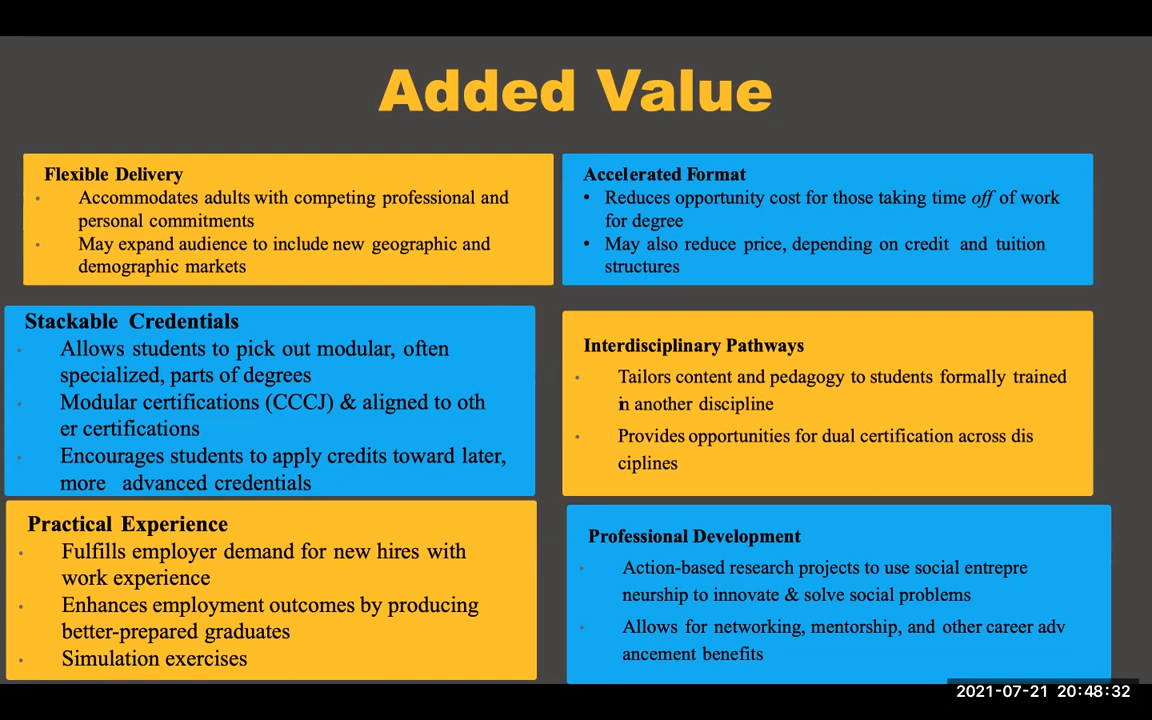 Added Value
Flexible Delivery
• Accommodates adults with competing professional and
personal commitments
• May expand audience to include new geographic and
demographic markets
Accelerated Format
• Reduces opportunity cost for those taking time off of work
for degree
• May also reduce price, depending on credit and tuition
structures
Stackable Credentials
• Allows students to pick out modular, often
specialized, parts of degrees
• Modular certifications (CCCJ) & aligned to oth
er certifications
• Encourages students to apply credits toward later,
more advanced credentials
Interdisciplinary Pathways
• Tailors content and pedagogy to students formally trained
in another discipline
• Provides opportunities for dual certification across dis
ciplines
Practical Experience
• Fulfills employer demand for new hires with
work experience
• Enhances employment outcomes by producing
better-prepared graduates
• Simulation exercises
Professional Development
• Action-based research projects to use social entrepre
neurship to innovate & solve social problems
• Allows for networking, mentorship, and other career adv
ancement benefits
2021-07-21 20:48:32